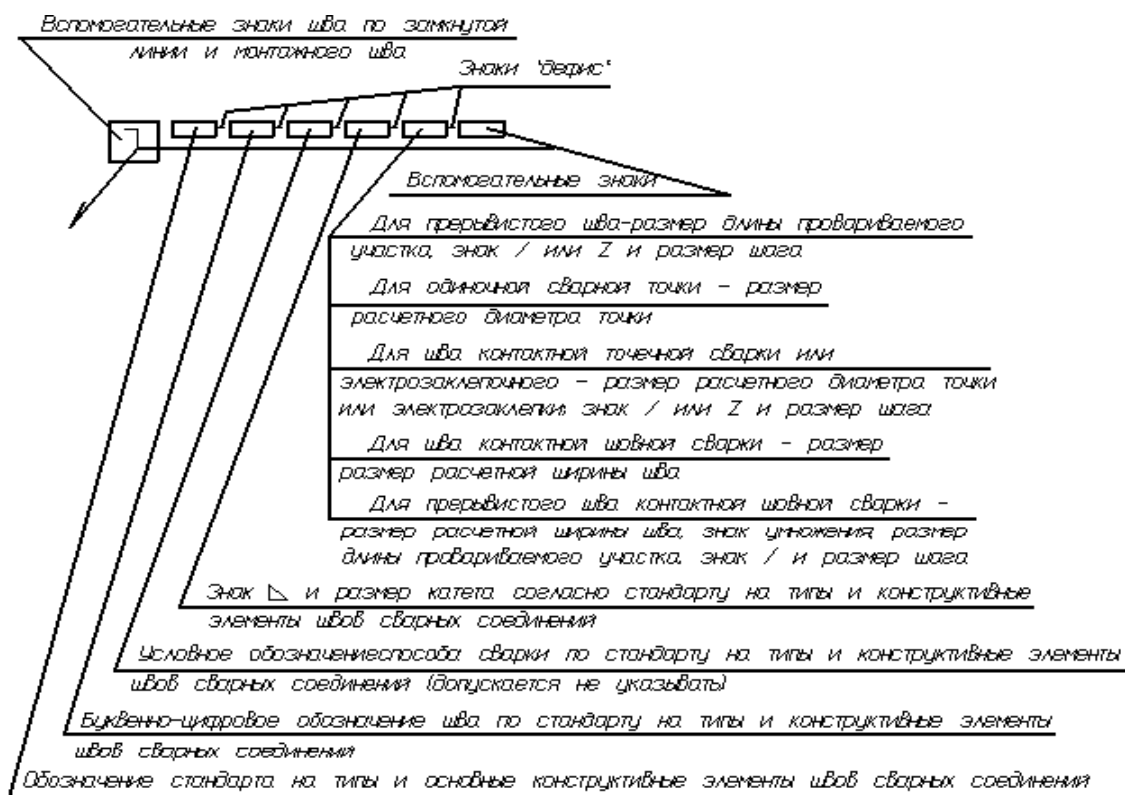 Вспомогательные знаки шва по замкнутой
линии и монтажного шва
Знаки "дефис"
Вспомогательные знаки
Для прерывистого шва-размер длины провариваемого
участка, знак / или Z и размер шага
Для одиночной сварной точки - размер
расчетного диаметра точки
Для шва контактной точечной сварки или
электрозаклепочного - размер расчетного диаметра точки
или электрозаклепки; знак / или Z и размер шага
Для шва контактной шовной сварки - размер
размер расчетной ширины шва
Для прерывистого шва контактной шовной сварки -
размер расчетной ширины шва, знак умножения, размер
длины провариваемого участка, знак / и размер шага
Знак ◺ и размер катета согласно стандарту на типы и конструктивные
элементы швов сварных соединений
Условное обозначениеспособа сварки по стандарту на типы и конструктивные элементы
швов сварных соединений (допускается не указывать)
Буквенно-цифровое обозначение шва по стандарту на типы и конструктивные элементы
швов сварных соединений
Обозначение стандарта на типы и основные конструктивные элементы швов сварных соединений